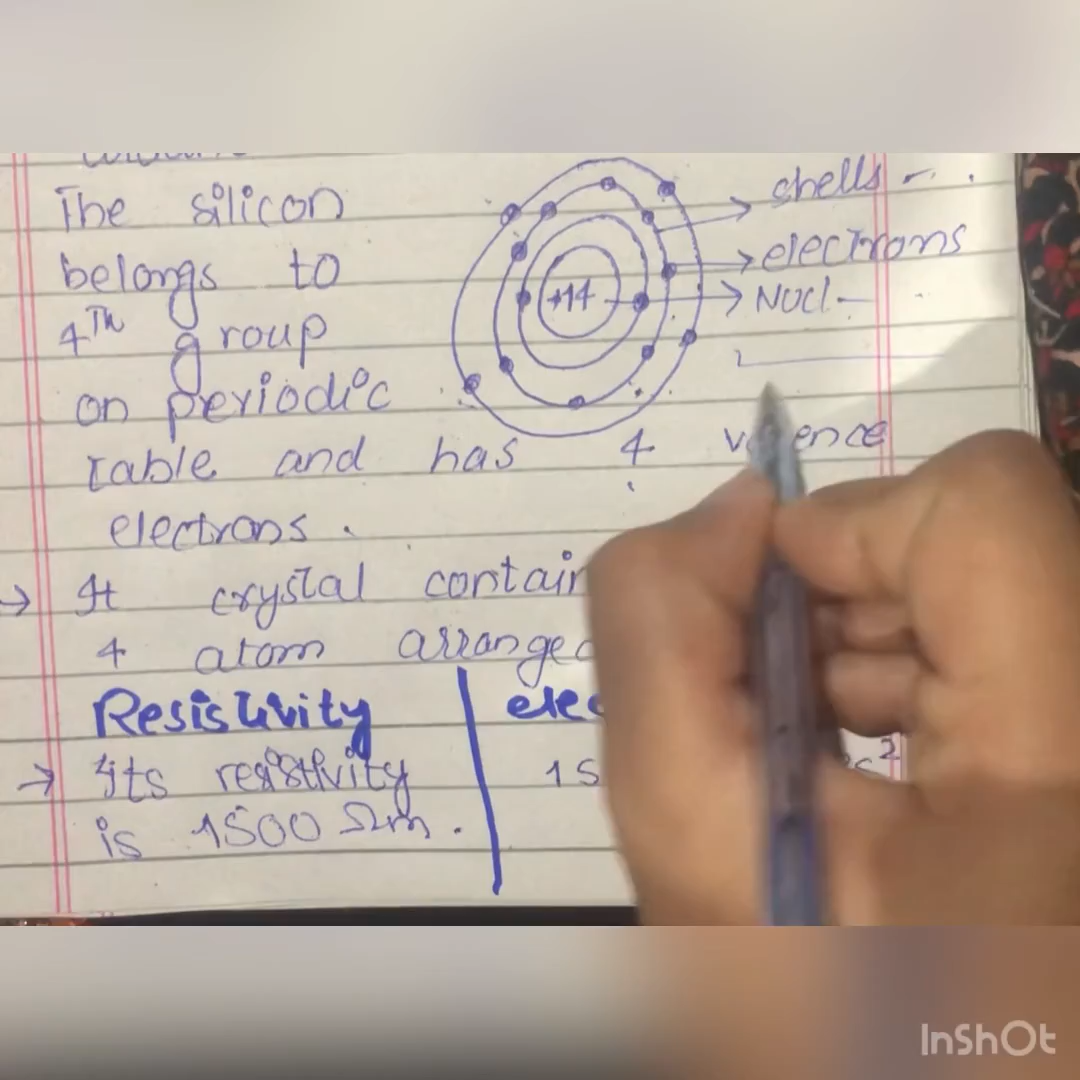 The silicon
belongs to
4Th group
on periodic
table and has 4 valence
electrons.
→ It crystal contain
4 atom arranged
Resistivity
→ Its resistivity
is 1500 Ωm.
shells
electrons
Nucl
+14
InShOt